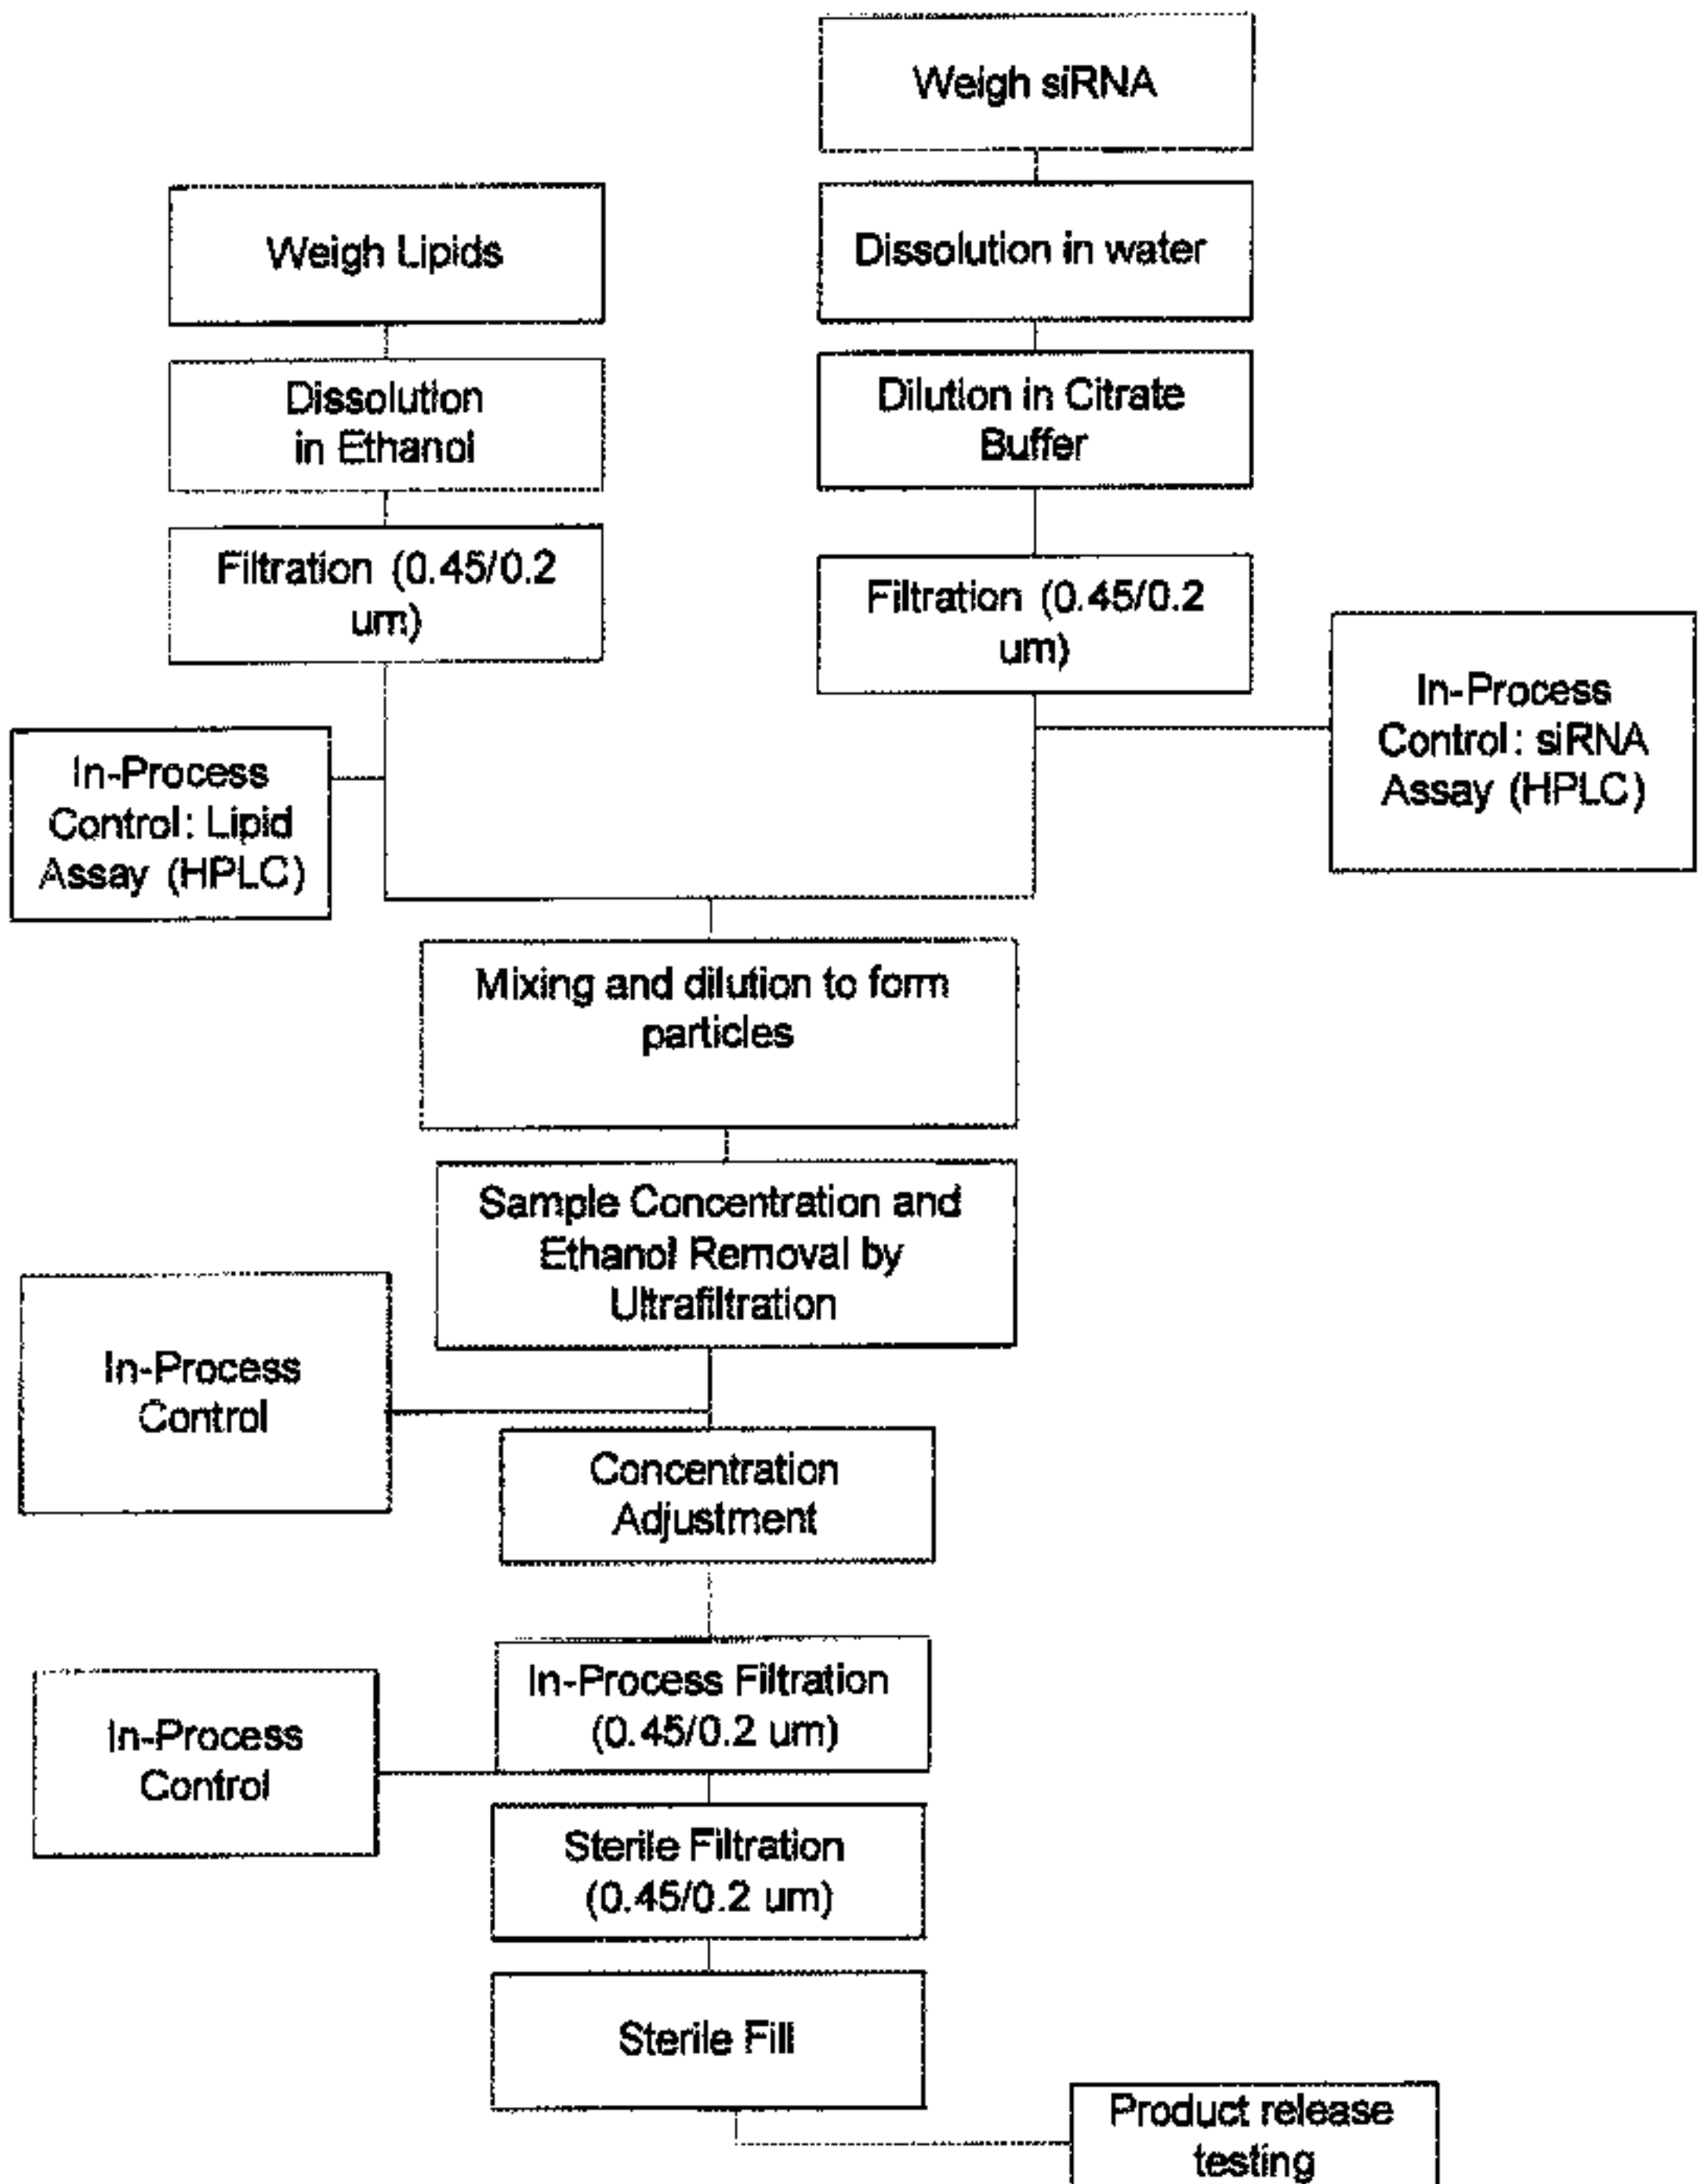 Weigh siRNA
Weigh Lipids
Dissolution in water
Dissolution
in Ethanol
Dilution in Citrate
Buffer
Filtration (0.45/0.2
um)
Filtration (0.45/0.2
um)
In-Process
Control: Lipid
Assay (HPLC)
In-Process
Control: siRNA
Assay (HPLC)
Mixing and dilution to form
particles
Sample Concentration and
Ethanol Removal by
Ultrafiltration
In-Process
Control
Concentration
Adjustment
In-Process Filtration
(0.45/0.2 um)
In-Process
Control
Sterile Filtration
(0.45/0.2 um)
Sterile Fill
Product release
testing